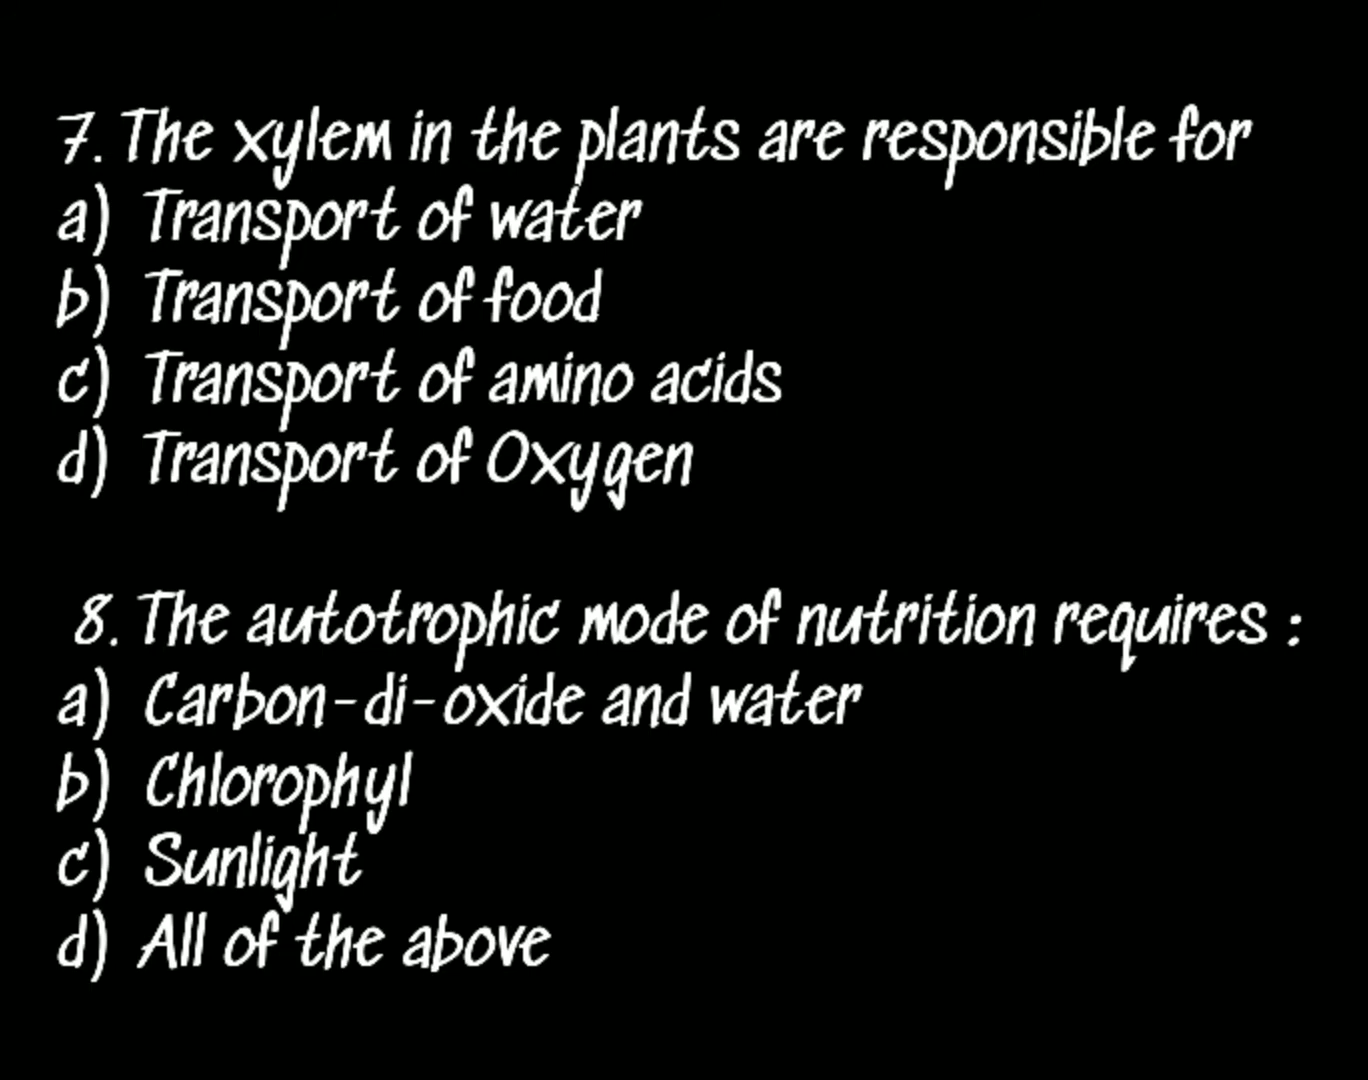 7. The xylem in the plants are responsible for
a) Transport of water
b) Transport of food
c) Transport of amino acids
d) Transport of Oxygen
8. The autotrophic mode of nutrition requires :
a) Carbon-di-oxide and water
b) Chlorophyl
c) Sunlight
d) All of the above